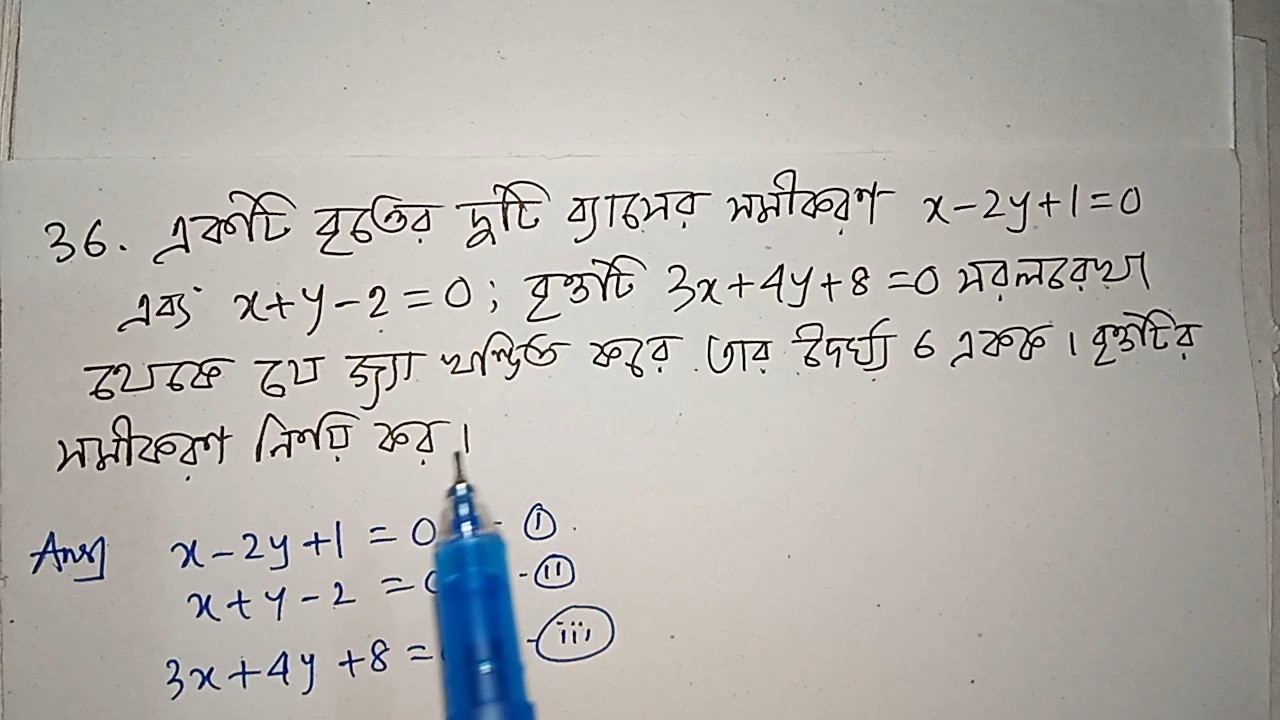 36. একটি বৃত্তের দুটি ব্যাসের সমীকরণ x-2y+1=0
এবং x+y-2=0; বৃত্তটি 3x+4y+8=0 সরলরেখা
থেকে যে জ্যা খন্ডিত করে তার দৈর্ঘ্য 6 একক। বৃত্তটির
সমীকরণ নির্ণয় কর।
Ans) x-2y+1=0 - (i)
x+y-2= - (ii)
3x+4y+8= - (iii)